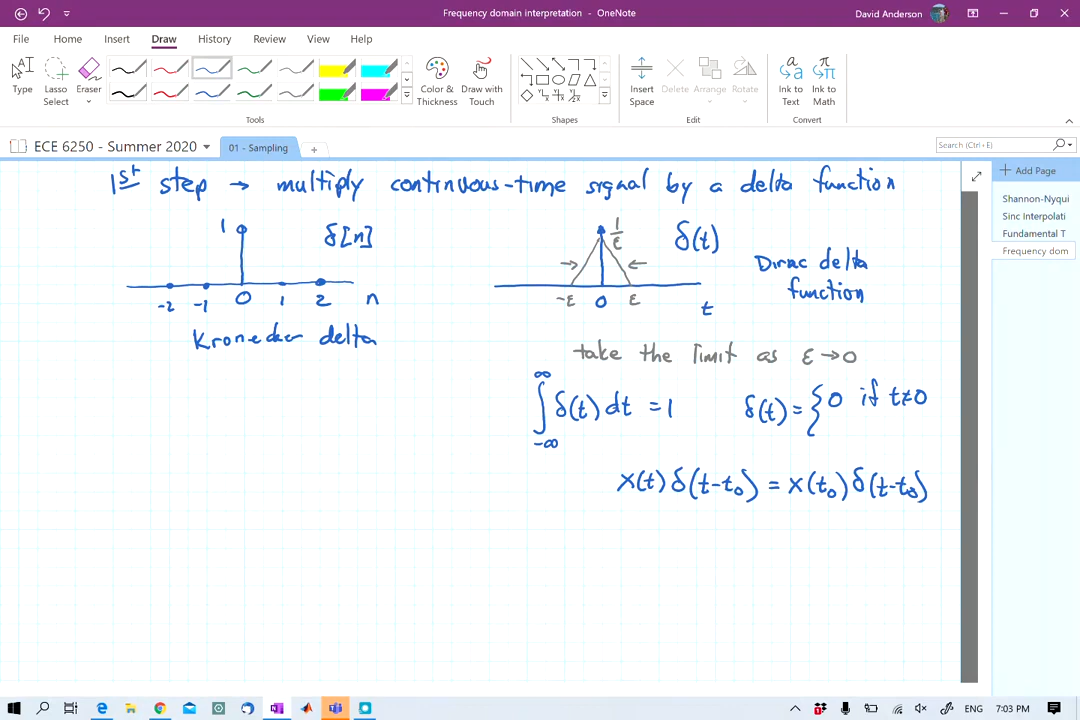 Frequency domain interpretation - OneNote
David Anderson
File Home Insert Draw History Review View Help
Type
Lasso Select
Eraser
Color & Thickness
Draw with Touch
Insert Space
Delete
Arrange
Rotate
Ink to Text
Ink to Math
Tools
Shapes
Edit
Convert
ECE 6250 - Summer 2020
01 - Sampling
Search (Ctrl+E)
Add Page
Shannon-Nyqui
Sinc Interpolati
Fundamental T
Frequency dom
1st step → multiply continuous-time signal by a delta function
1
δ[n]
-2 -1 0 1 2 n
Kronecker delta
1/ε
δ(t)
→ ←
-ε 0 ε t
Dirac delta
function
take the limit as ε→0
∫_{-∞}^{∞} δ(t) dt = 1
δ(t) = { 0 if t≠0
x(t) δ(t-t₀) = x(t₀) δ(t-t₀)
ENG
7:03 PM